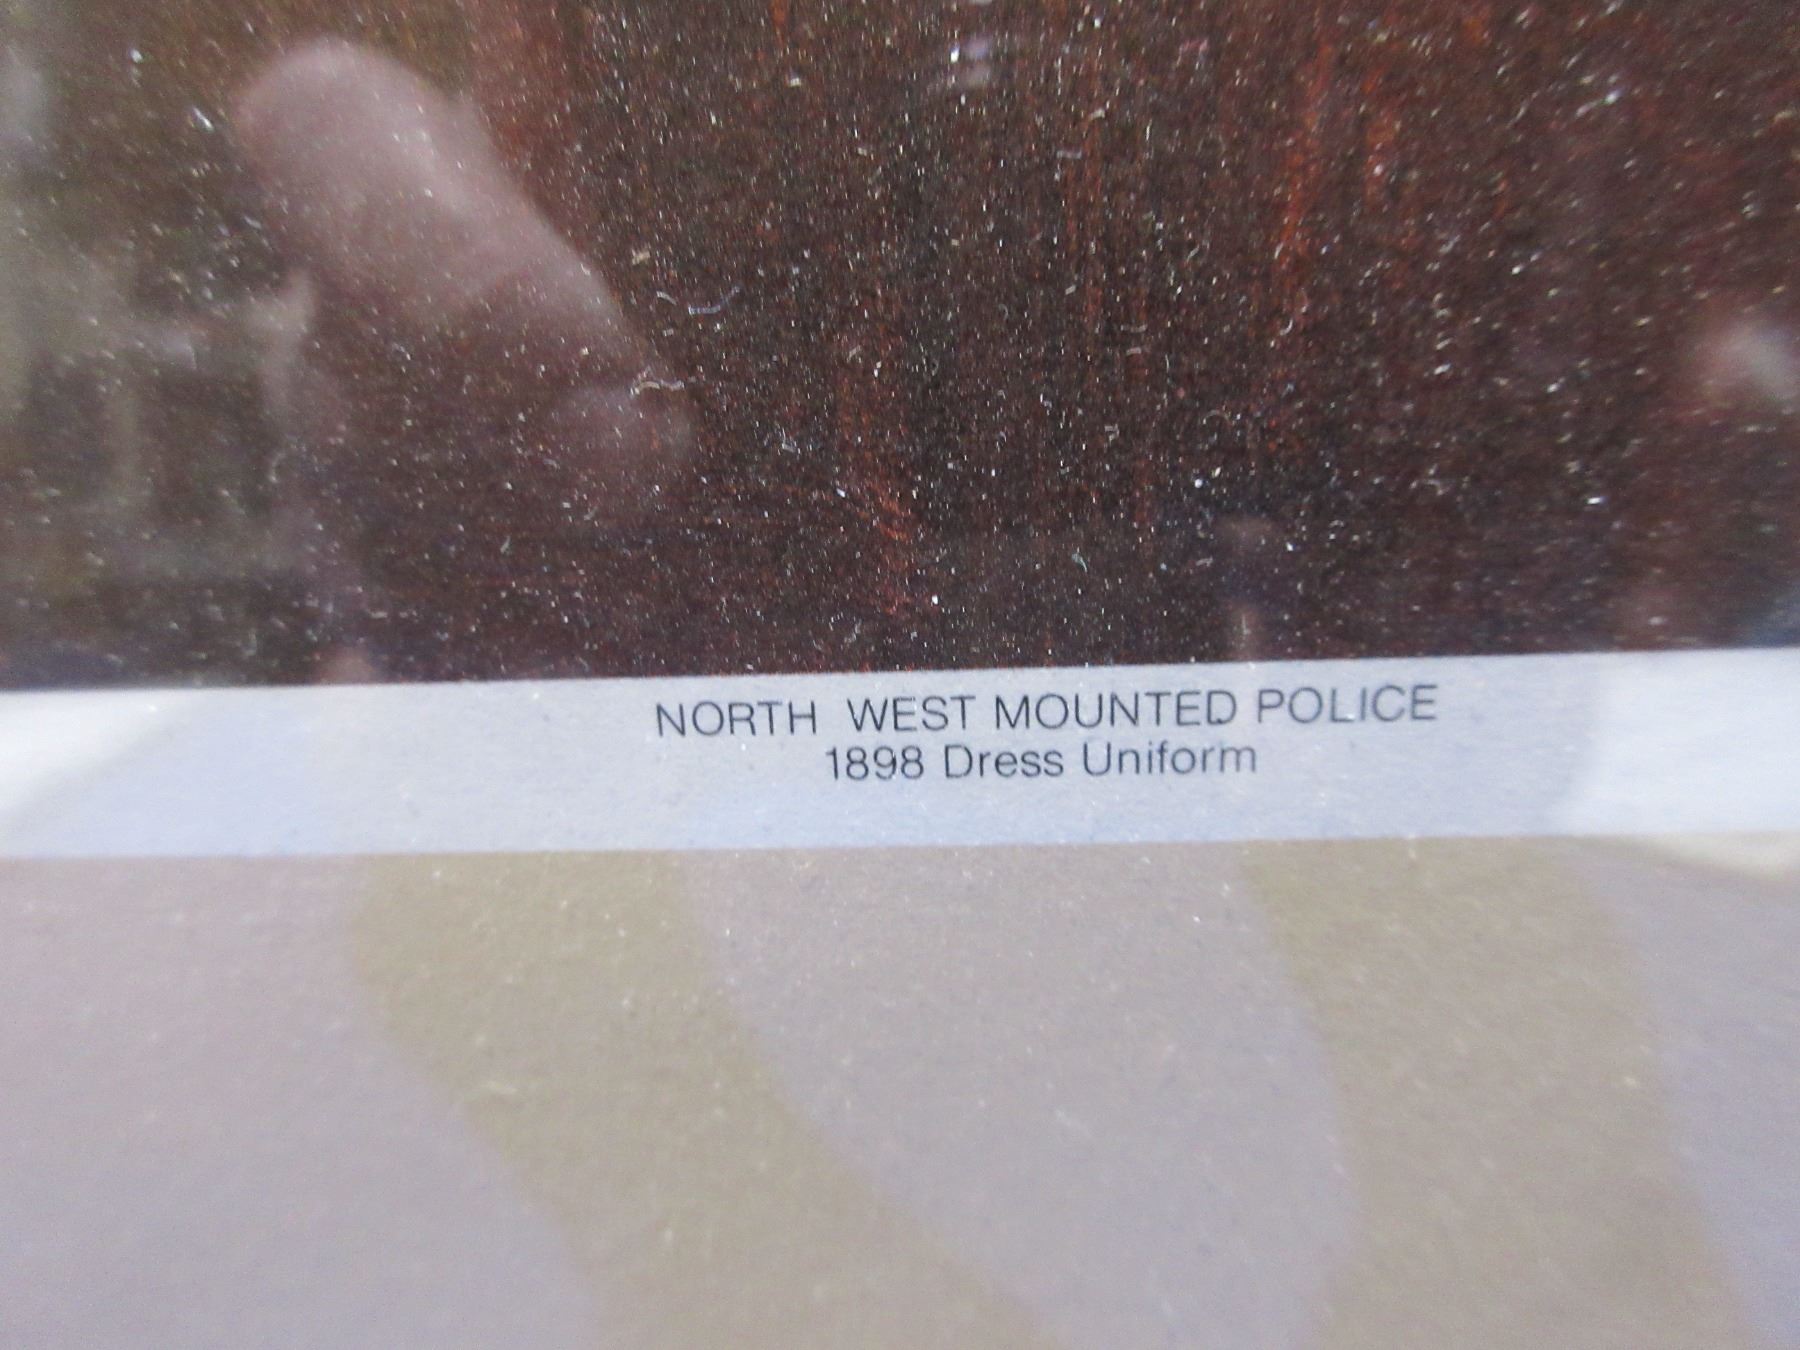 NORTH WEST MOUNTED POLICE
1898 Dress Uniform